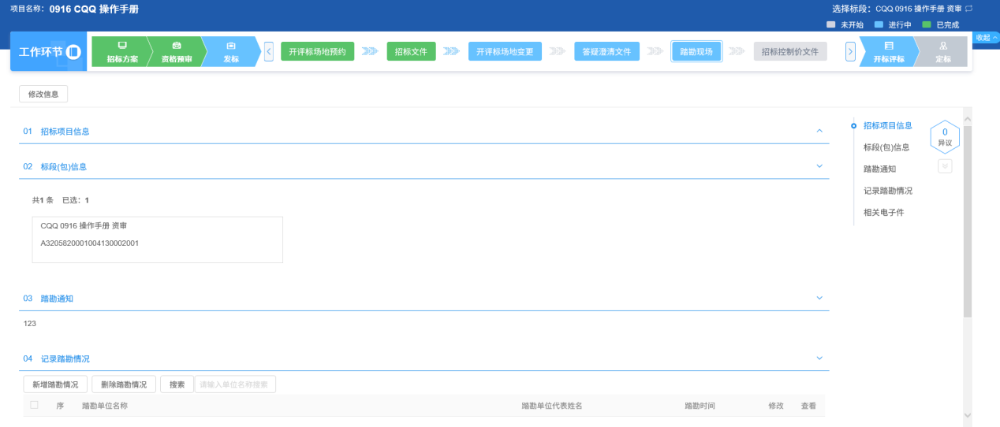 项目名称： 0916 CQQ 操作手册
选择标段： CQQ 0916 操作手册 资审
未开始 进行中 已完成
收起
工作环节
招标方案
资格预审
发标
开评标场地预约
招标文件
开评标场地变更
答疑澄清文件
踏勘现场
招标控制价文件
开标评标
定标
修改信息
01 招标项目信息
02 标段(包)信息
共1 条 已选：1
CQQ 0916 操作手册 资审
A3205820001004130002001
03 踏勘通知
123
04 记录踏勘情况
新增踏勘情况 删除踏勘情况 搜索 请输入单位名称搜索
序 踏勘单位名称 踏勘单位代表姓名 踏勘时间 修改 查看
招标项目信息
标段(包)信息
踏勘通知
记录踏勘情况
相关电子件
0
异议